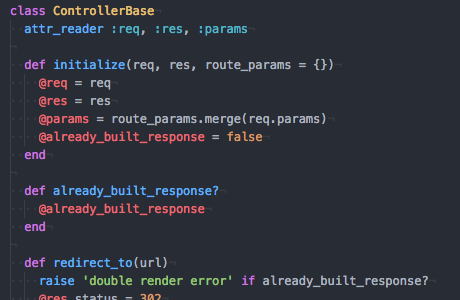 class ControllerBase
attr_reader :req, :res, :params
def initialize(req, res, route_params = {})
@req = req
@res = res
@params = route_params.merge(req.params)
@already_built_response = false
end
def already_built_response?
@already_built_response
end
def redirect_to(url)
raise 'double render error' if already_built_response?
@res.status = 302